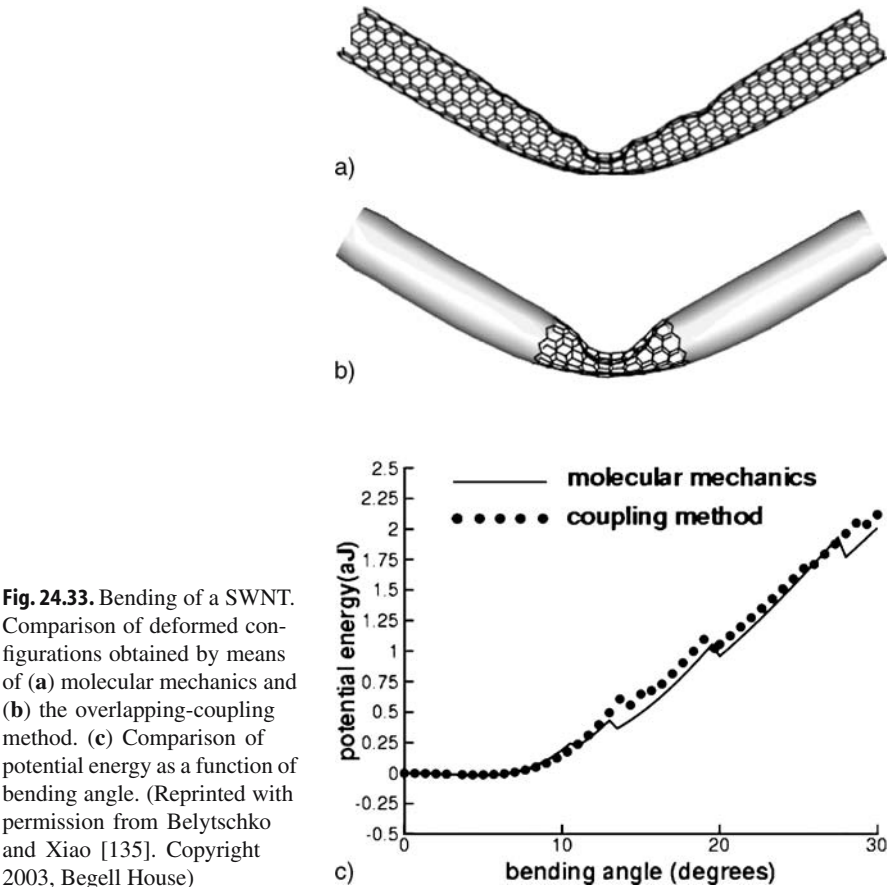 a)
b)
2.5
2.25
2
1.75
1.5
1.25
1
0.75
0.5
0.25
0
-0.25
-0.5
potential energy(aJ)
molecular mechanics
coupling method
0
10
20
30
bending angle (degrees)
c)
Fig. 24.33. Bending of a SWNT.
Comparison of deformed con-
figurations obtained by means
of (a) molecular mechanics and
(b) the overlapping-coupling
method. (c) Comparison of
potential energy as a function of
bending angle. (Reprinted with
permission from Belytschko
and Xiao [135]. Copyright
2003, Begell House)